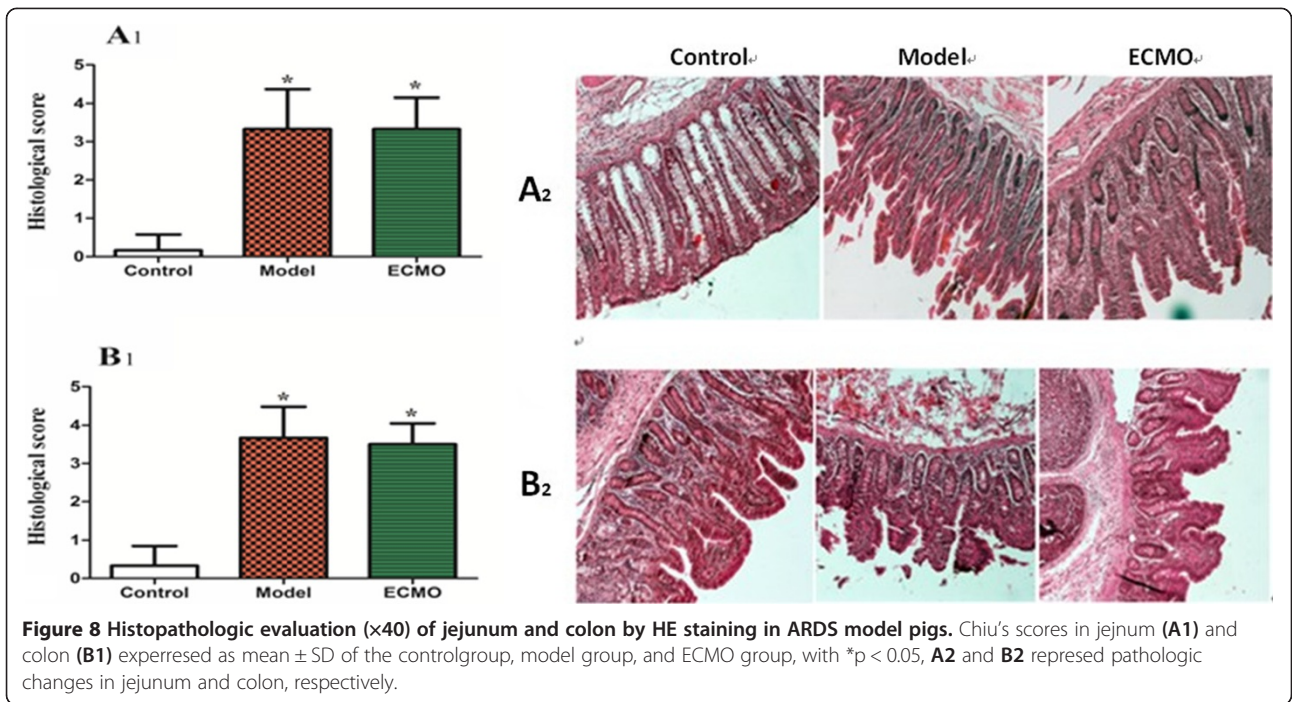 A1
Histological score
5
4
3
2
1
0
*
*
Control
Model
ECMO
Control↵
Model↵
ECMO↵
A2
↵
B1
Histological score
5
4
3
2
1
0
*
*
Control
Model
ECMO
B2
Figure 8 Histopathologic evaluation (×40) of jejunum and colon by HE staining in ARDS model pigs. Chiu's scores in jejnum (A1) and
colon (B1) experresed as mean ± SD of the controlgroup, model group, and ECMO group, with *p < 0.05, A2 and B2 represed pathologic
changes in jejunum and colon, respectively.